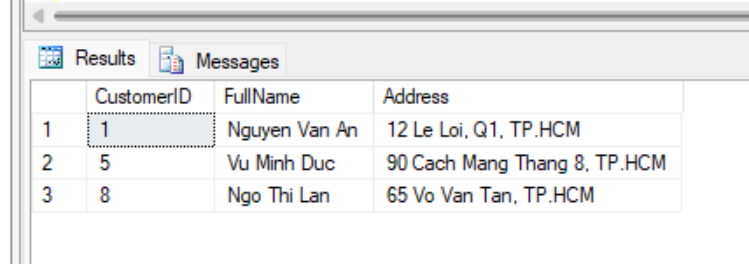 Results Messages
CustomerID FullName Address
1 1 Nguyen Van An 12 Le Loi, Q1, TP.HCM
2 5 Vu Minh Duc 90 Cach Mang Thang 8, TP.HCM
3 8 Ngo Thi Lan 65 Vo Van Tan, TP.HCM